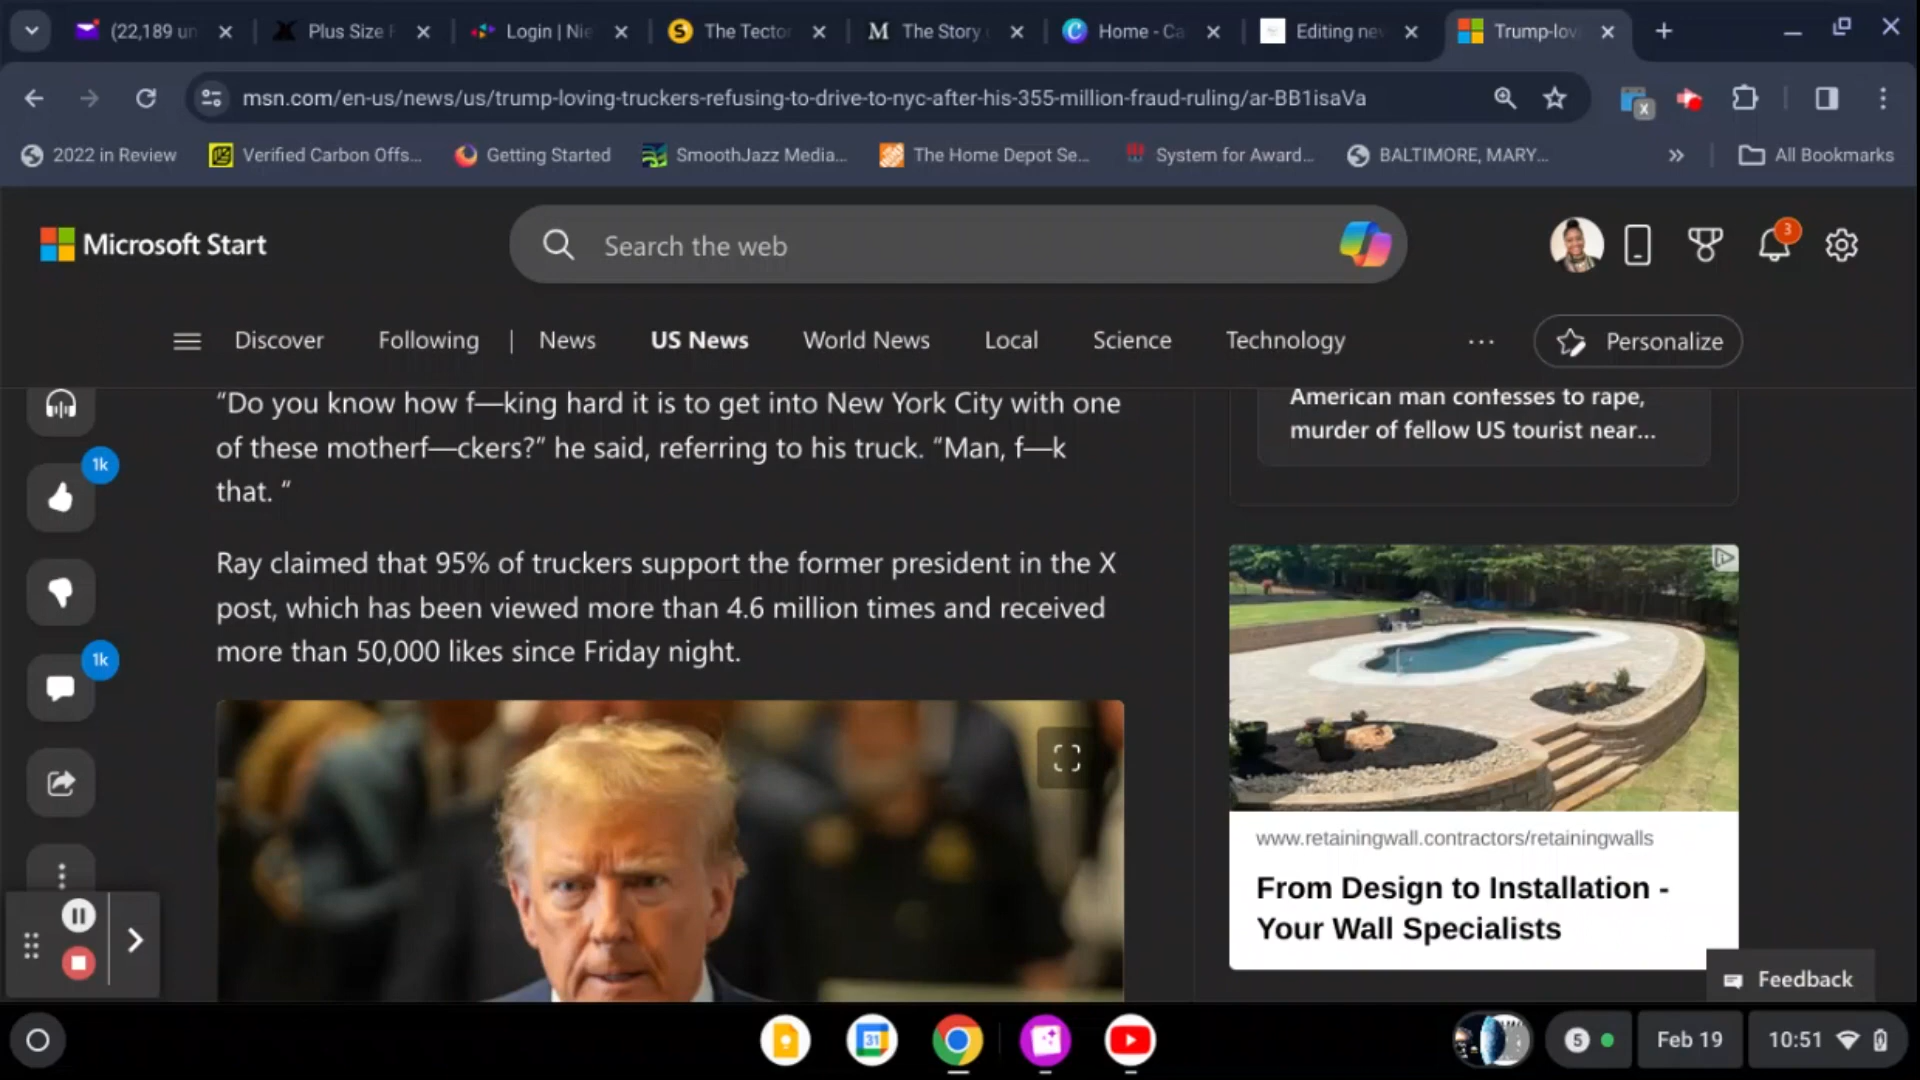 (22,189 un
Plus Size F
Login | Nie
The Tector
The Story
Home - Ca
Editing new
Trump-lov
msn.com/en-us/news/us/trump-loving-truckers-refusing-to-drive-to-nyc-after-his-355-million-fraud-ruling/ar-BB1isaVa
X
2022 in Review
Verified Carbon Offs...
Getting Started
SmoothJazz Media...
The Home Depot Se...
System for Award...
BALTIMORE, MARY...
»
All Bookmarks
Microsoft Start
Search the web
3
Discover
Following
|
News
US News
World News
Local
Science
Technology
...
Personalize
“Do you know how f—king hard it is to get into New York City with one
of these motherf—ckers?” he said, referring to his truck. “Man, f—k
that. “
1k
Ray claimed that 95% of truckers support the former president in the X
post, which has been viewed more than 4.6 million times and received
more than 50,000 likes since Friday night.
1k
American man confesses to rape,
murder of fellow US tourist near...
www.retainingwall.contractors/retainingwalls
From Design to Installation -
Your Wall Specialists
Feedback
31
5
Feb 19
10:51